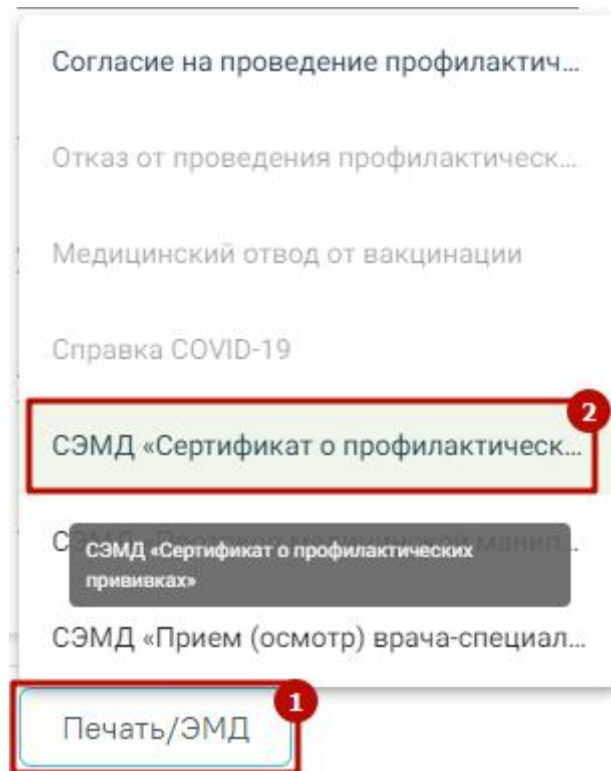 Согласие на проведение профилактич...
Отказ от проведения профилактическ...
Медицинский отвод от вакцинации
Справка COVID-19
2
СЭМД «Сертификат о профилактическ...
СЭМД «Сертификат о профилактических
прививках»
СЭМД «Прием (осмотр) врача-специал...
1
Печать/ЭМД